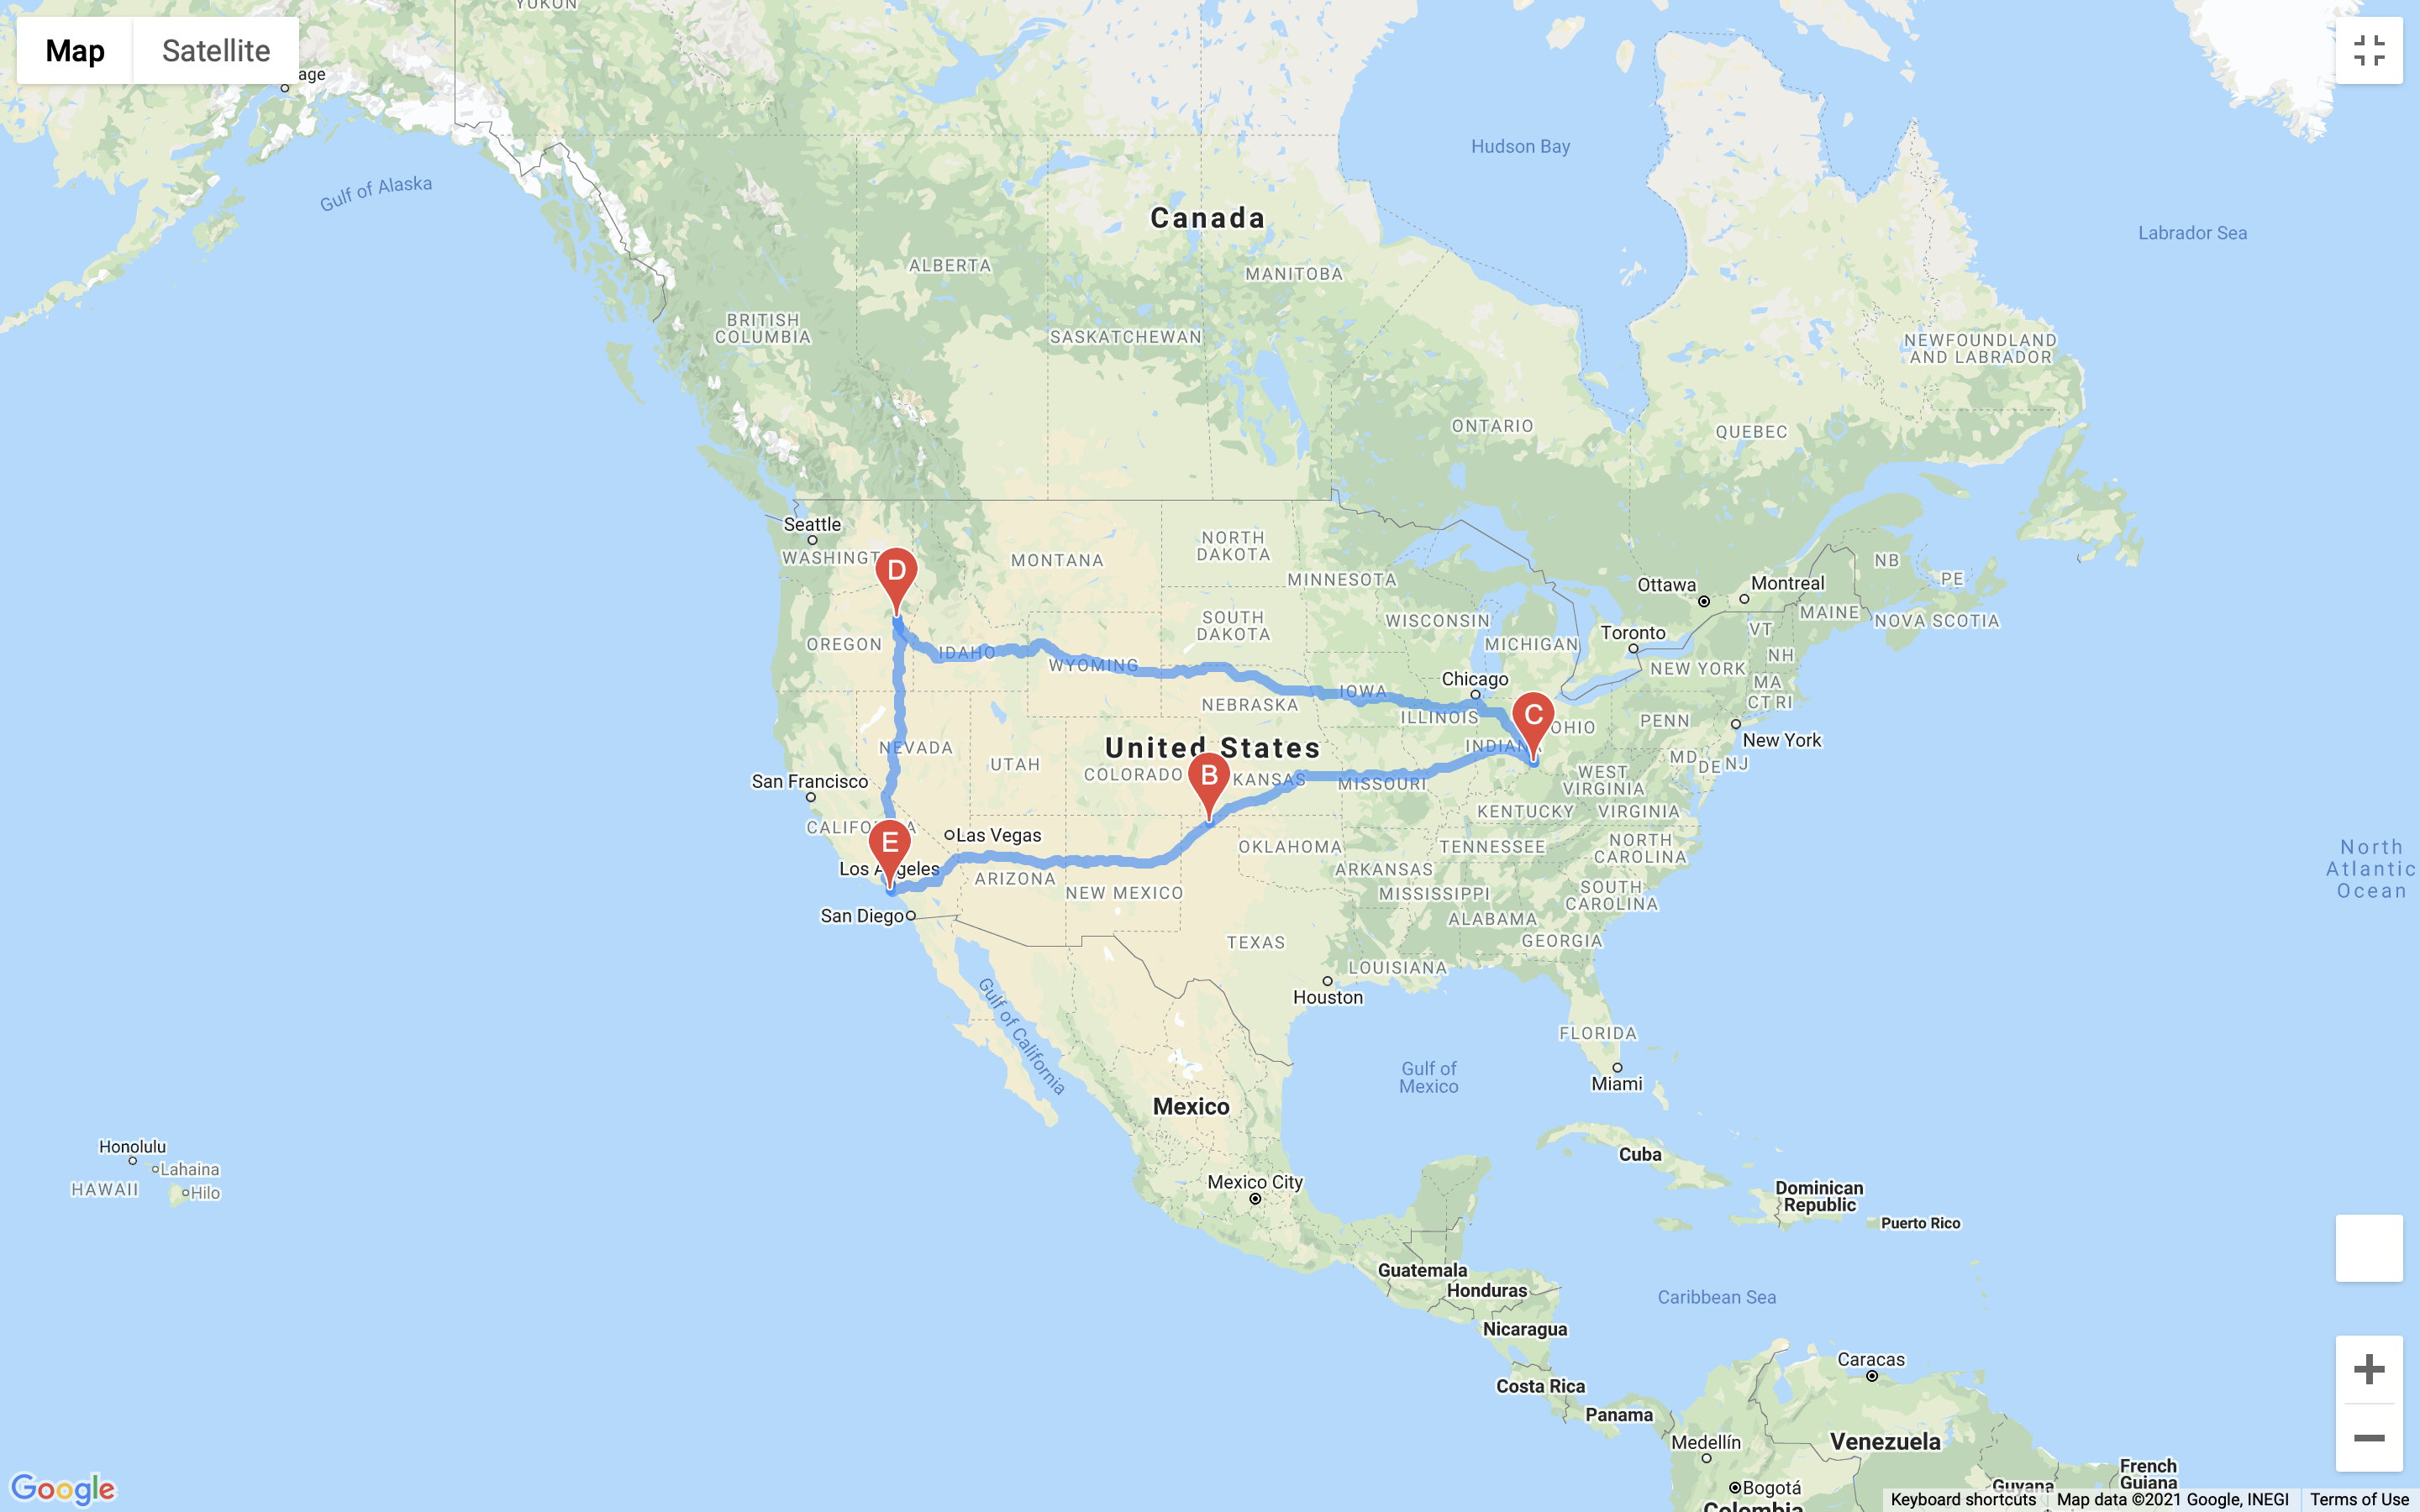 YUKON
Map
Satellite
age
Gulf of Alaska
Hudson Bay
Labrador Sea
Canada
ALBERTA
MANITOBA
BRITISH
COLUMBIA
SASKATCHEWAN
NEWFOUNDLAND
AND LABRADOR
ONTARIO
QUEBEC
Seattle
WASHINGT
D
MONTANA
NORTH
DAKOTA
MINNESOTA
Ottawa
Montreal
NB
PE
MAINE
NOVA SCOTIA
OREGON
IDAHO
SOUTH
DAKOTA
WISCONSIN
MICHIGAN
Toronto
VT
NH
NEW YORK
MA
CT RI
WYOMING
Chicago
IOWA
NEBRASKA
ILLINOIS
C
OHIO
PENN
New York
NEVADA
United States
INDIANA
UTAH
COLORADO
B
KANSAS
MISSOURI
WEST
VIRGINIA
MD
DE
NJ
San Francisco
CALIFORNIA
Las Vegas
KENTUCKY
VIRGINIA
E
Los Angeles
ARIZONA
NEW MEXICO
OKLAHOMA
TENNESSEE
NORTH
CAROLINA
ARKANSAS
MISSISSIPPI
SOUTH
CAROLINA
North
Atlantic
Ocean
San Diego
ALABAMA
TEXAS
GEORGIA
LOUISIANA
Houston
Gulf of California
FLORIDA
Gulf of
Mexico
Miami
Mexico
Honolulu
Lahaina
HAWAII
Hilo
Cuba
Mexico City
Dominican
Republic
Puerto Rico
Guatemala
Honduras
Caribbean Sea
Nicaragua
Caracas
Costa Rica
Panama
Medellín
Venezuela
Bogotá
Colombia
Guyana
French
Guiana
Google
Keyboard shortcuts
Map data ©2021 Google, INEGI
Terms of Use